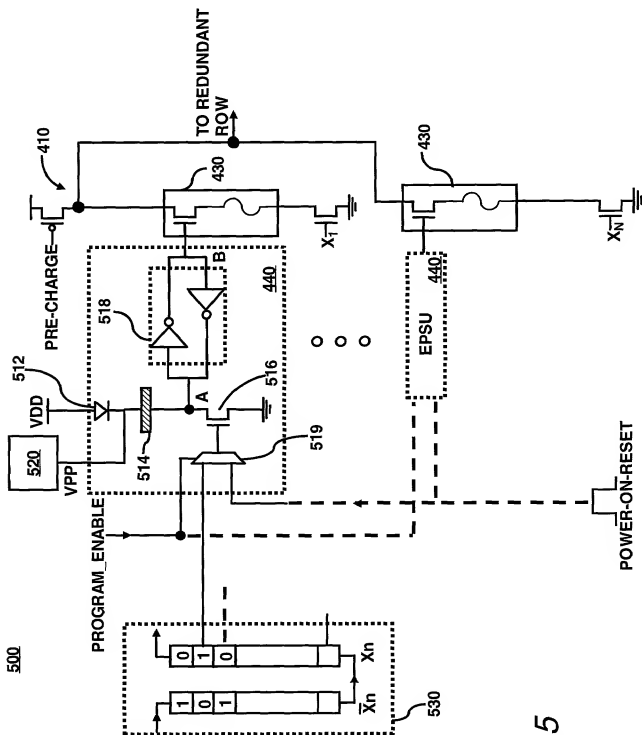 500
PRE-CHARGE
410
TO REDUNDANT
ROW
430
512
VDD
520
VPP
514
518
A
B
516
519
440
X1
PROGRAM_ENABLE
430
440
EPSU
XN
1
0
1
X̄n
0
1
0
Xn
530
POWER-ON-RESET
5